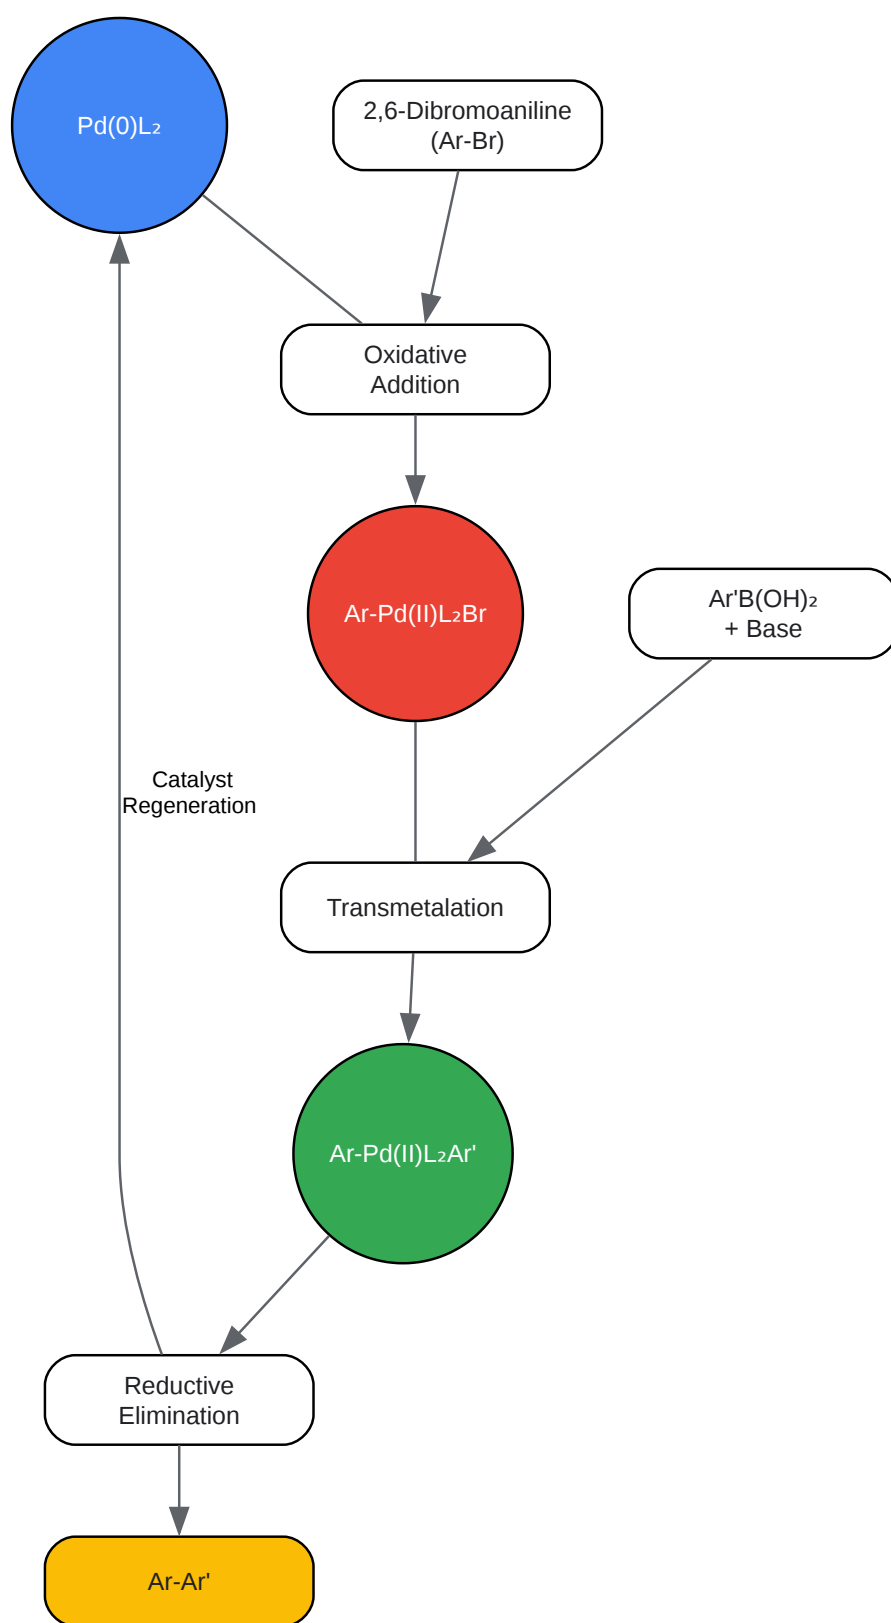 Pd(0)L₂
2,6-Dibromoaniline
(Ar-Br)
Oxidative
Addition
Ar-Pd(II)L₂Br
Ar'B(OH)₂
+ Base
Catalyst
Regeneration
Transmetalation
Ar-Pd(II)L₂Ar'
Reductive
Elimination
Ar-Ar'